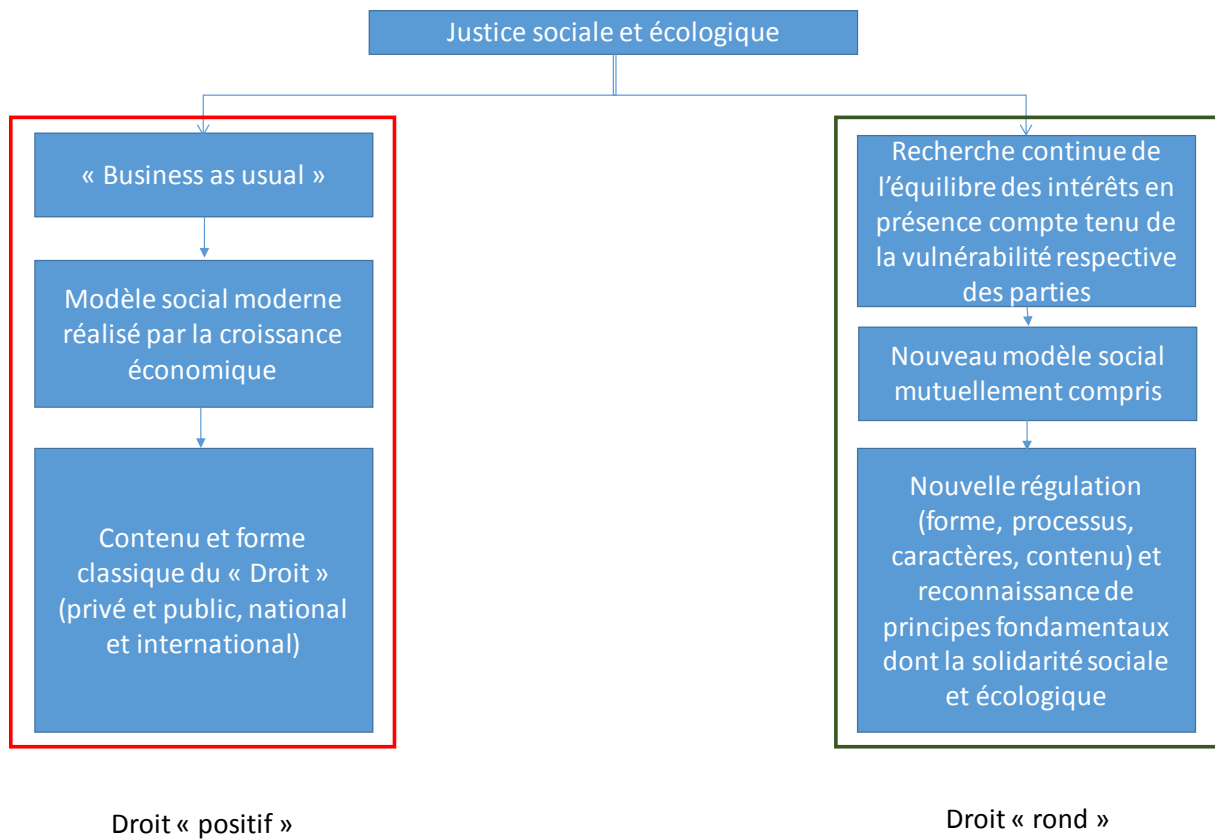 Justice sociale et écologique
« Business as usual »
Modèle social moderne
réalisé par la croissance
économique
Contenu et forme
classique du « Droit »
(privé et public, national
et international)
Droit « positif »
Recherche continue de
l’équilibre des intérêts en
présence compte tenu de
la vulnérabilité respective
des parties
Nouveau modèle social
mutuellement compris
Nouvelle régulation
(forme, processus,
caractères, contenu) et
reconnaissance de
principes fondamentaux
dont la solidarité sociale
et écologique
Droit « rond »